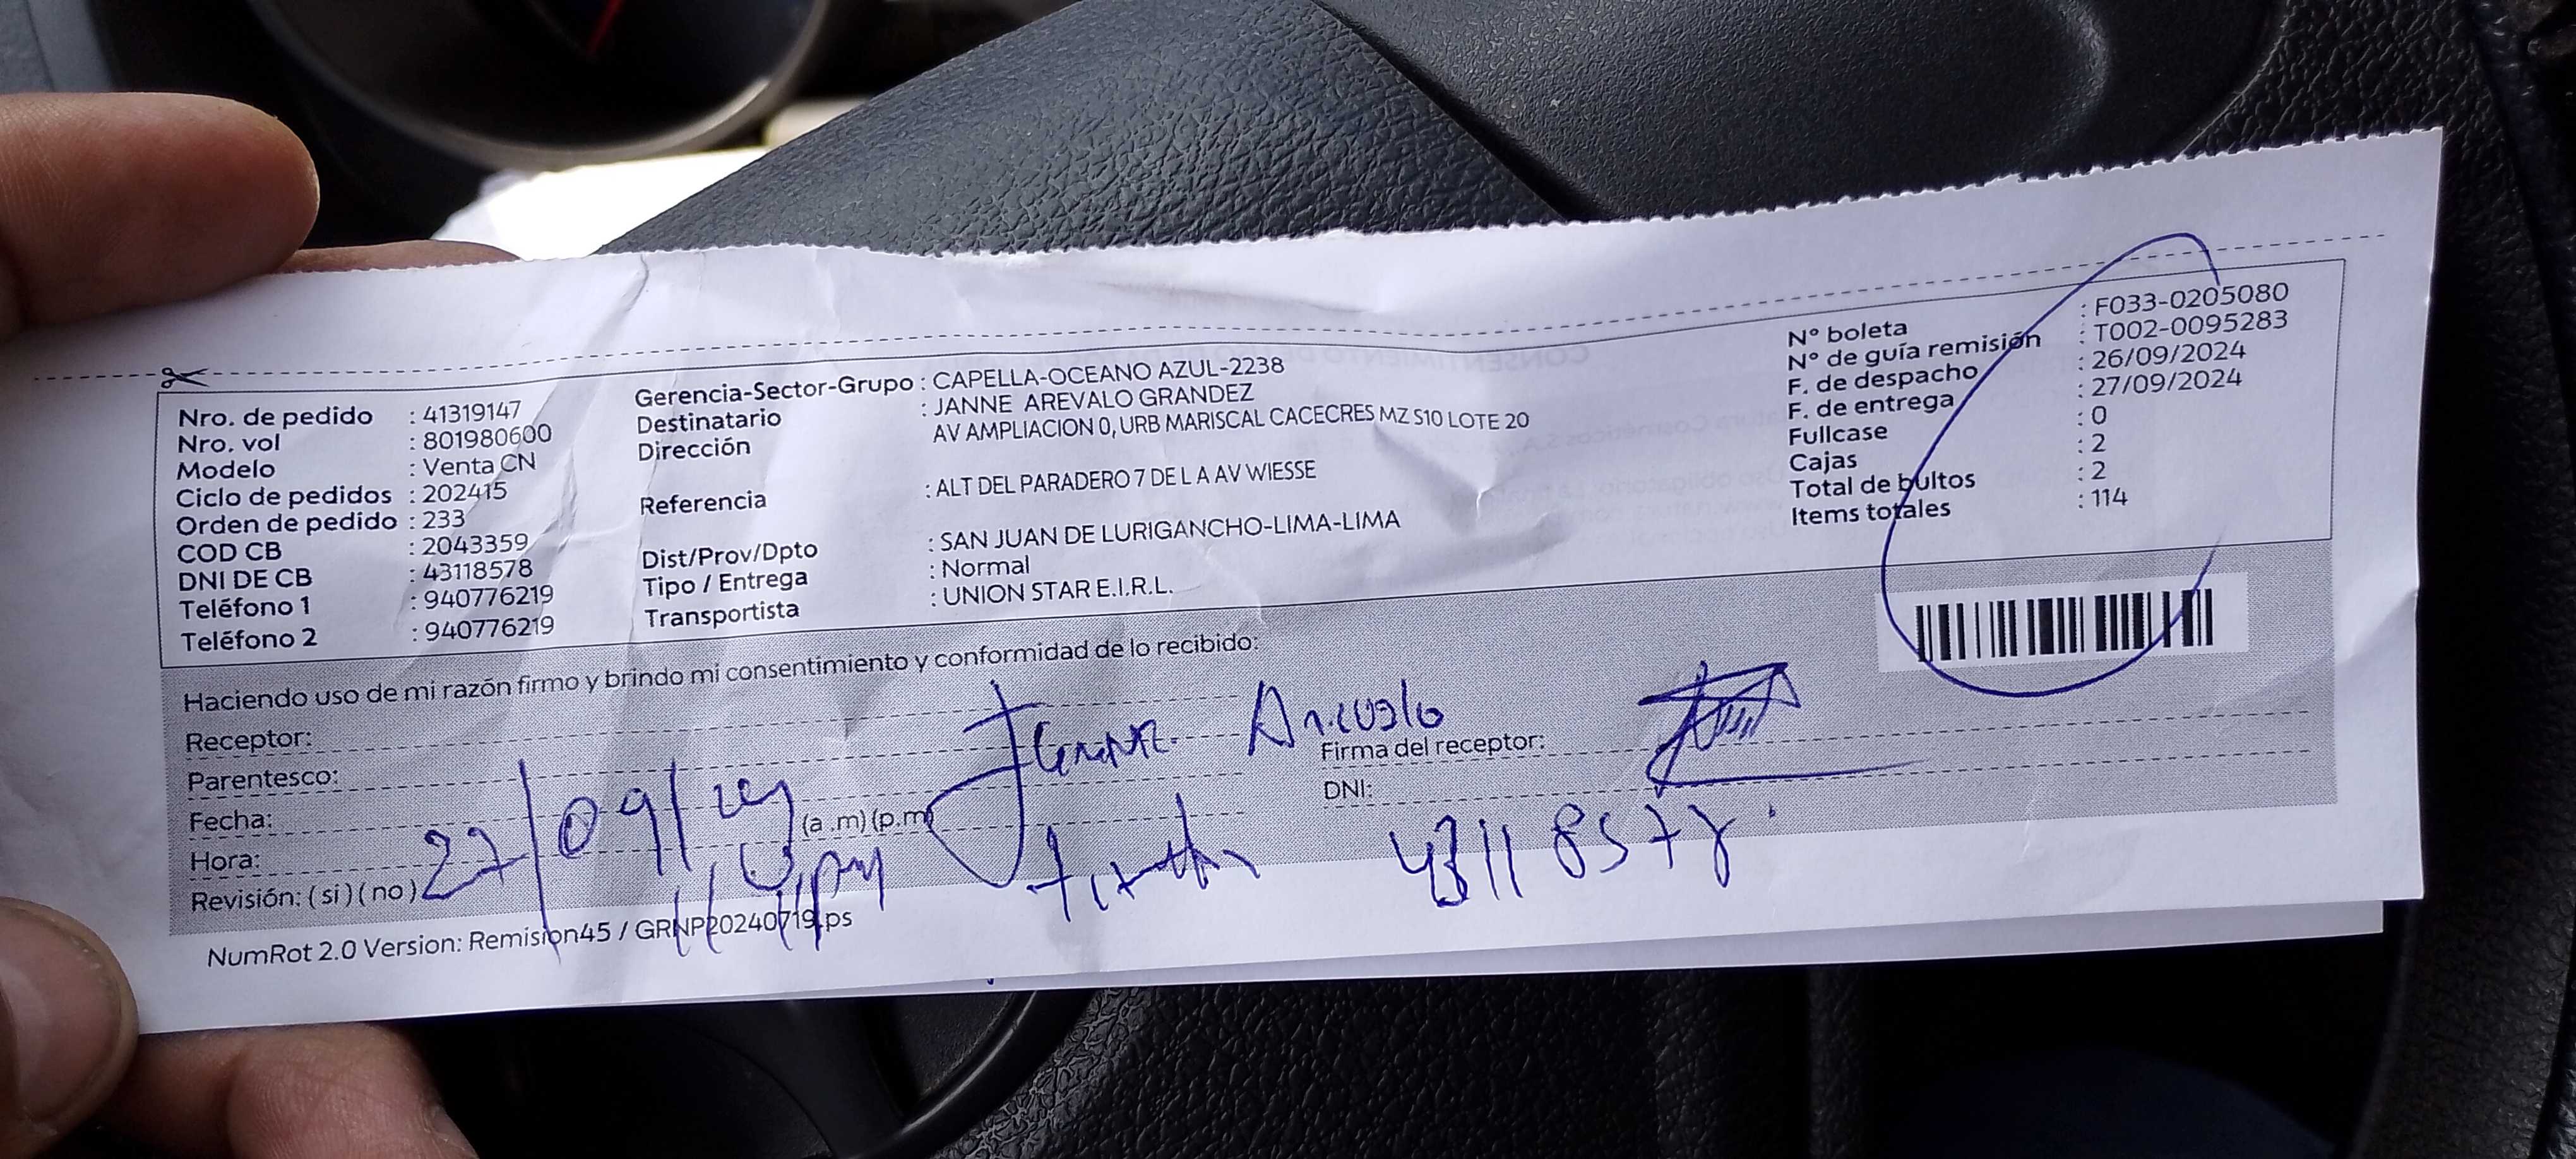 Nro. de pedido : 41319147
Nro. vol : 801980600
Modelo : Venta CN
Ciclo de pedidos : 202415
Orden de pedido : 233
COD CB : 2043359
DNI DE CB : 43118578
Teléfono 1 : 940776219
Teléfono 2 : 940776219
Gerencia-Sector-Grupo : CAPELLA-OCEANO AZUL-2238
Destinatario : JANNE AREVALO GRANDEZ
Dirección AV AMPLIACION 0, URB MARISCAL CACECRES MZ S10 LOTE 20
Referencia : ALT DEL PARADERO 7 DE L A AV WIESSE
Dist/Prov/Dpto : SAN JUAN DE LURIGANCHO-LIMA-LIMA
Tipo / Entrega : Normal
Transportista : UNION STAR E.I.R.L.
N° boleta : F033-0205080
N° de guía remisión : T002-0095283
F. de despacho : 26/09/2024
F. de entrega : 27/09/2024
Fullcase : 0
Cajas : 2
Total de bultos : 2
Items totales : 114
Haciendo uso de mi razón firmo y brindo mi consentimiento y conformidad de lo recibido:
Receptor: Arevalo
Parentesco:
Fecha: 27/09/24
Hora: (a .m) (p.m)
Revisión: ( si ) ( no )
Firma del receptor:
DNI: 43118578
NumRot 2.0 Version: Remision45 / GRNP20240719.ps